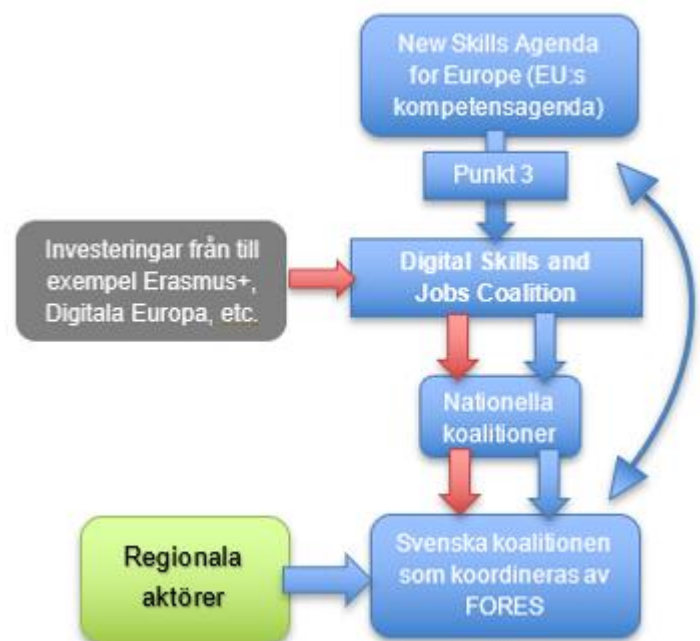 New Skills Agenda
for Europe (EU:s
kompetensagenda)
Punkt 3
Investeringar från till
exempel Erasmus+,
Digitala Europa, etc.
Digital Skills and
Jobs Coalition
Nationella
koalitioner
Regionala
aktörer
Svenska koalitionen
som koordineras av
FORES